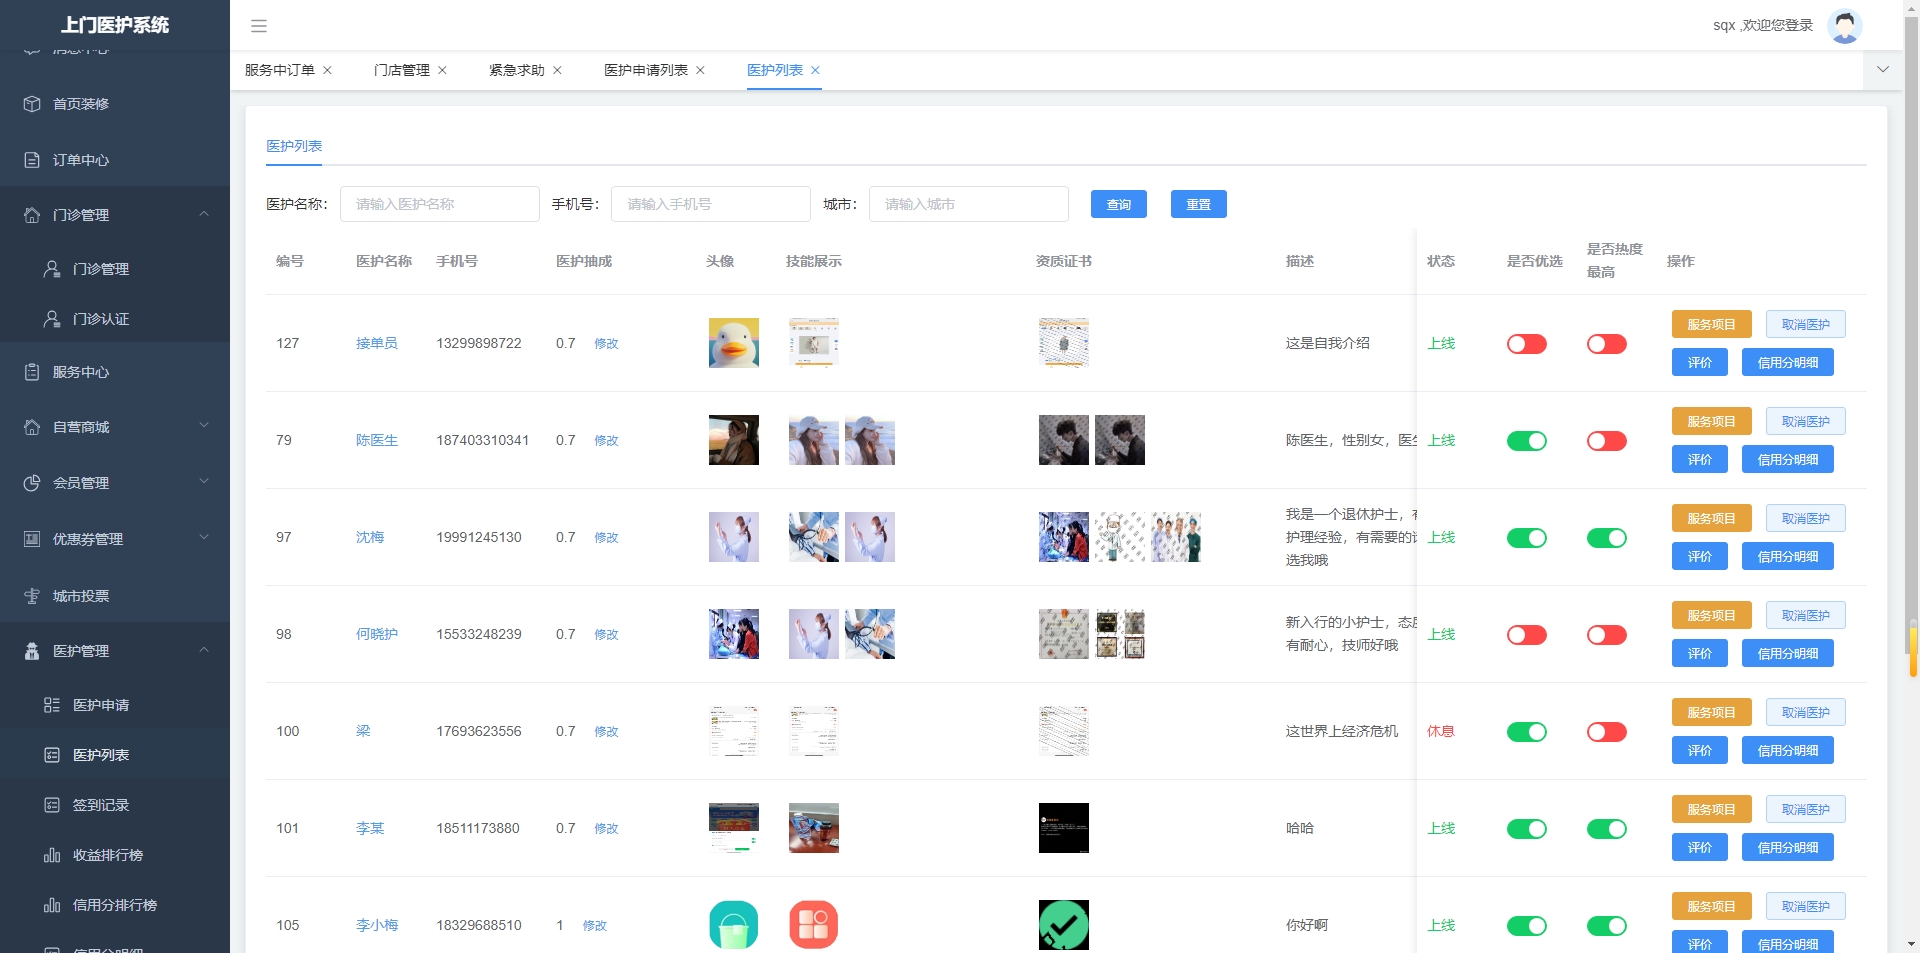 上门医护系统
sqx ,欢迎您登录
消息中心
首页装修
订单中心
门诊管理
门诊管理
门诊认证
服务中心
自营商城
会员管理
优惠券管理
城市投票
医护管理
医护申请
医护列表
签到记录
收益排行榜
信用分排行榜
信用分明细
服务中订单
门店管理
紧急求助
医护申请列表
医护列表
医护列表
医护名称: 请输入医护名称 手机号: 请输入手机号 城市: 请输入城市 查询 重置
编号 医护名称 手机号 医护抽成 头像 技能展示 资质证书 描述 状态 是否优选 是否热度最高 操作
127 接单员 13299898722 0.7 修改 这是自我介绍 上线 服务项目 取消医护
评价 信用分明细
79 陈医生 187403310341 0.7 修改 陈医生，性别女，医生 上线 服务项目 取消医护
评价 信用分明细
97 沈梅 19991245130 0.7 修改 我是一个退休护士，有
护理经验，有需要的请
选我哦
上线 服务项目 取消医护
评价 信用分明细
98 何晓护 15533248239 0.7 修改 新入行的小护士，态度
有耐心，技师好哦
上线 服务项目 取消医护
评价 信用分明细
100 梁 17693623556 0.7 修改 这世界上经济危机 休息 服务项目 取消医护
评价 信用分明细
101 李某 18511173880 0.7 修改 哈哈 上线 服务项目 取消医护
评价 信用分明细
105 李小梅 18329688510 1 修改 你好啊 上线 服务项目 取消医护
评价 信用分明细